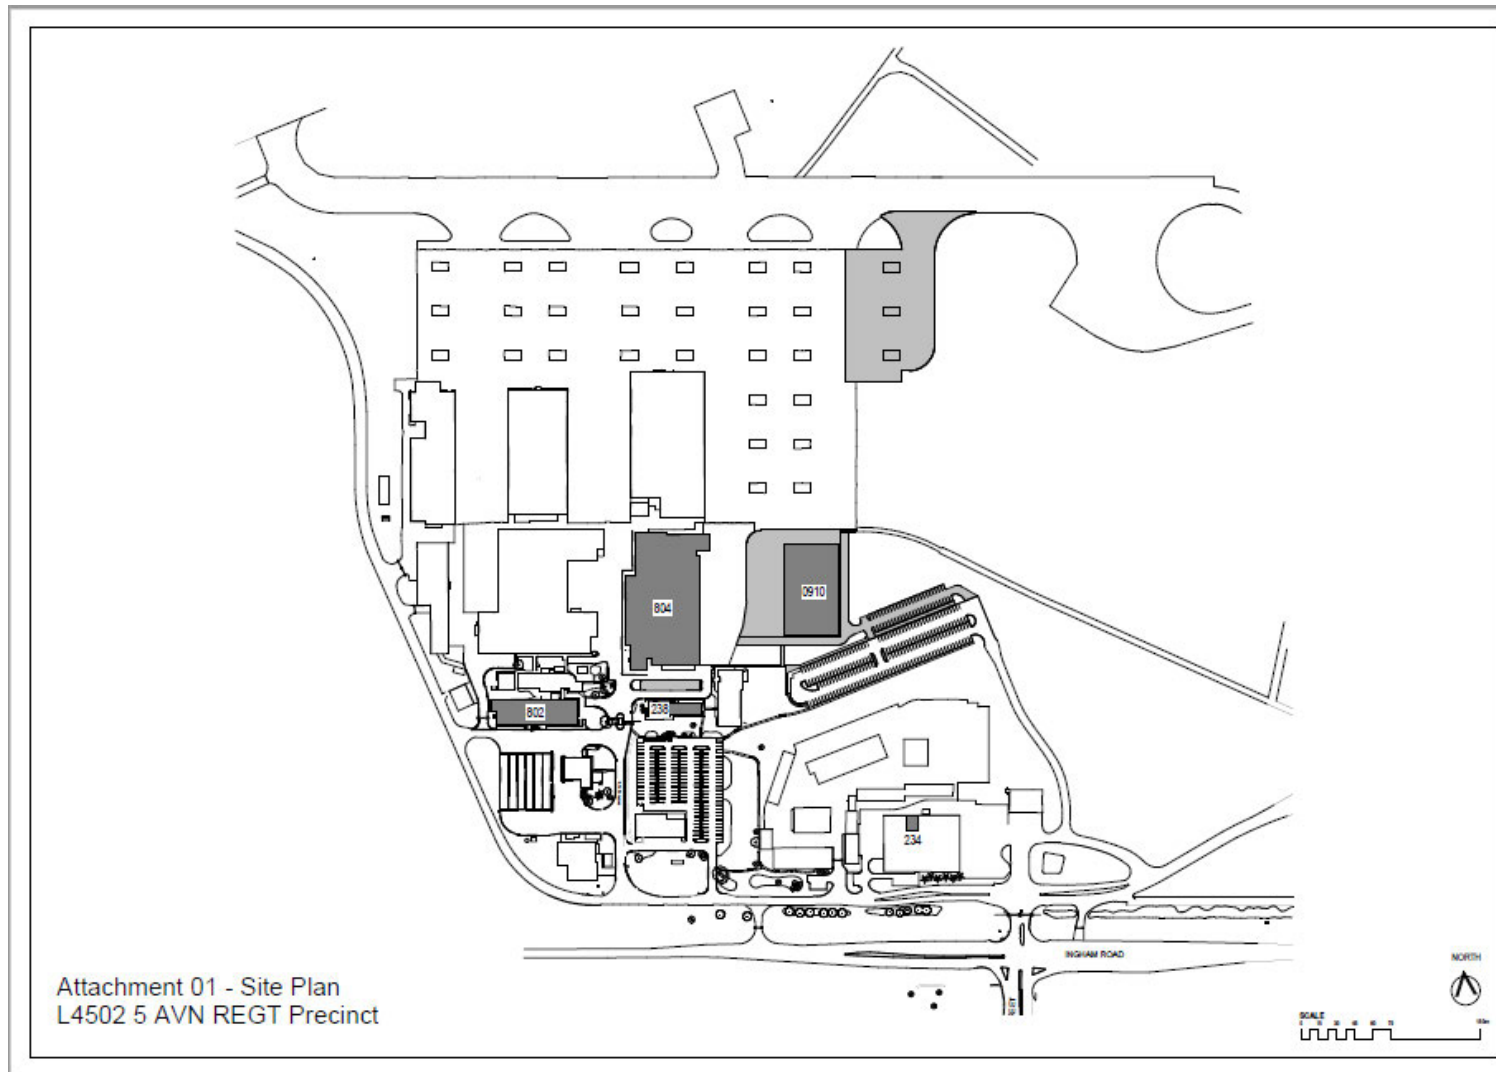 804
0910
802
238
234
INGHAM ROAD
NORTH
Attachment 01 - Site Plan
L4502 5 AVN REGT Precinct
SCALE